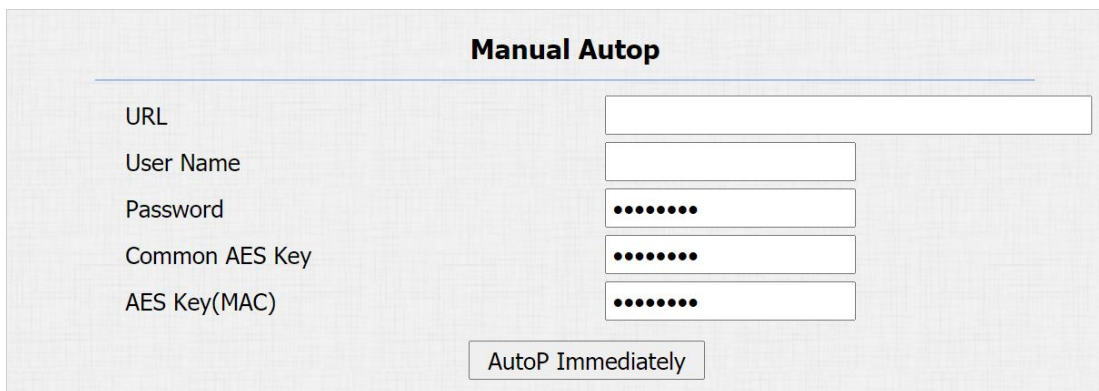 Manual Autop
URL
User Name
Password ••••••••
Common AES Key ••••••••
AES Key(MAC) ••••••••
AutoP Immediately